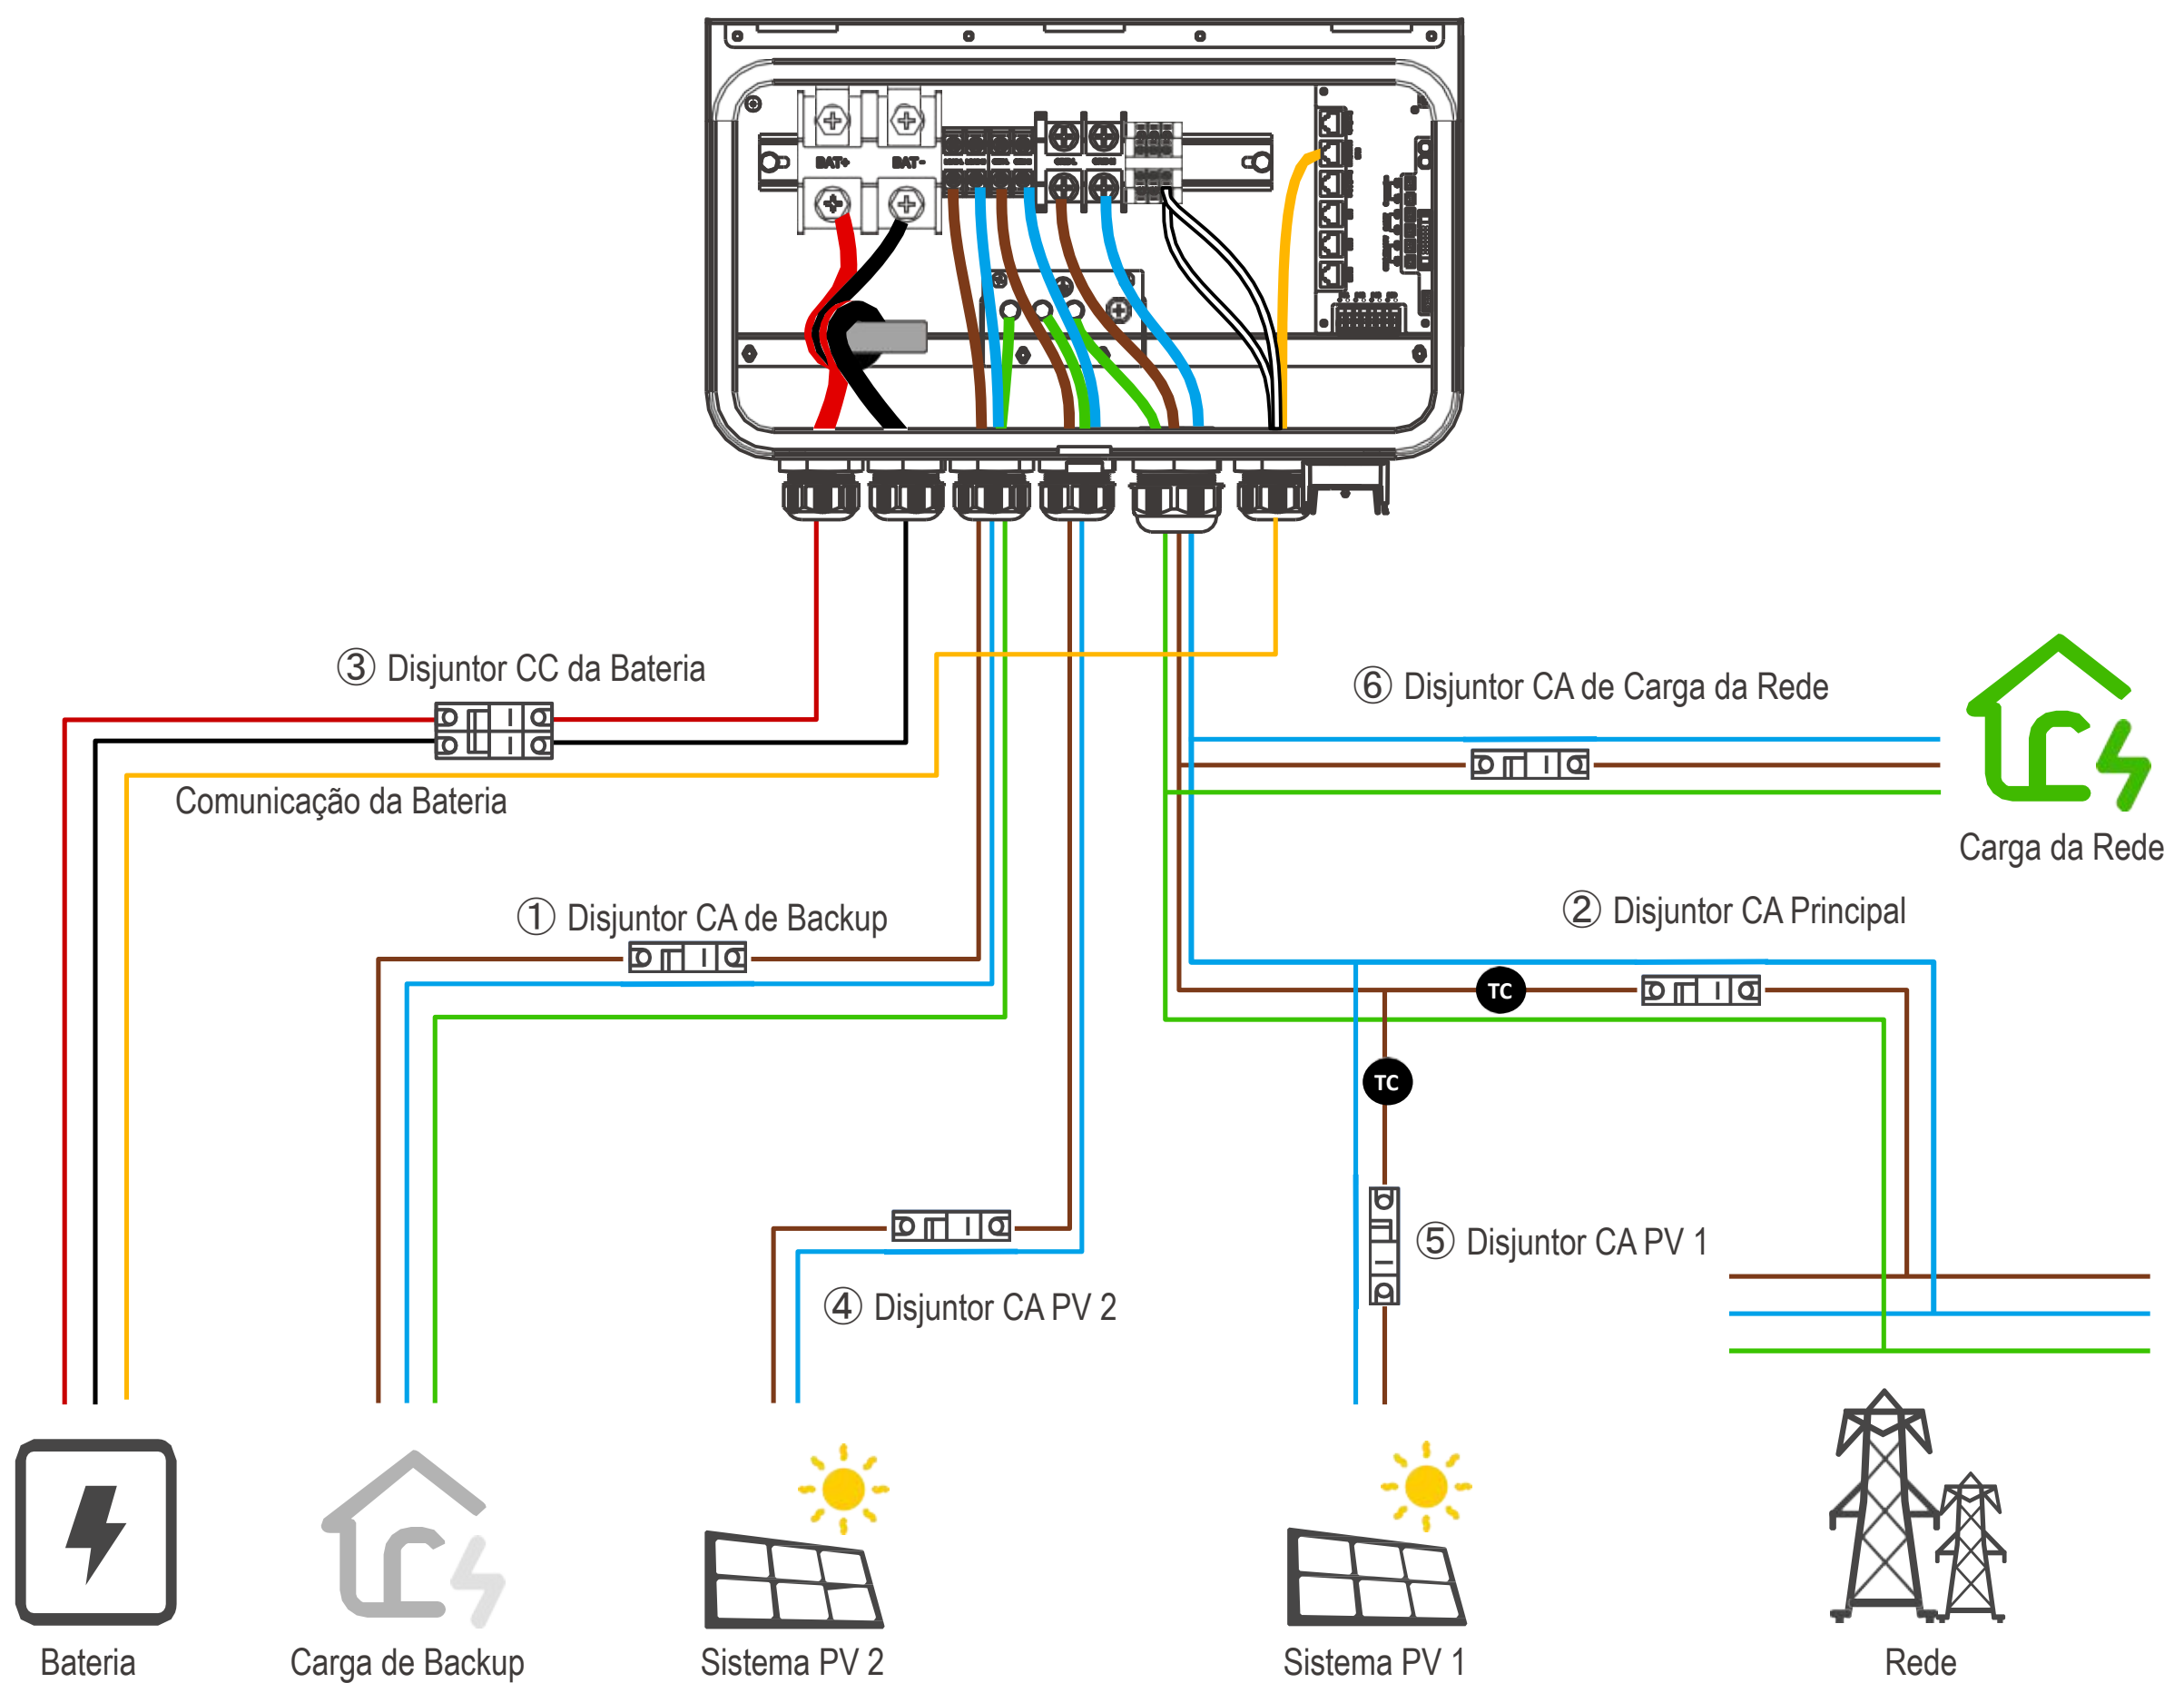 BAT+ BAT-
③ Disjuntor CC da Bateria
⑥ Disjuntor CA de Carga da Rede
Comunicação da Bateria
Carga da Rede
① Disjuntor CA de Backup
② Disjuntor CA Principal
TC
TC
⑤ Disjuntor CA PV 1
④ Disjuntor CA PV 2
Bateria
Carga de Backup
Sistema PV 2
Sistema PV 1
Rede